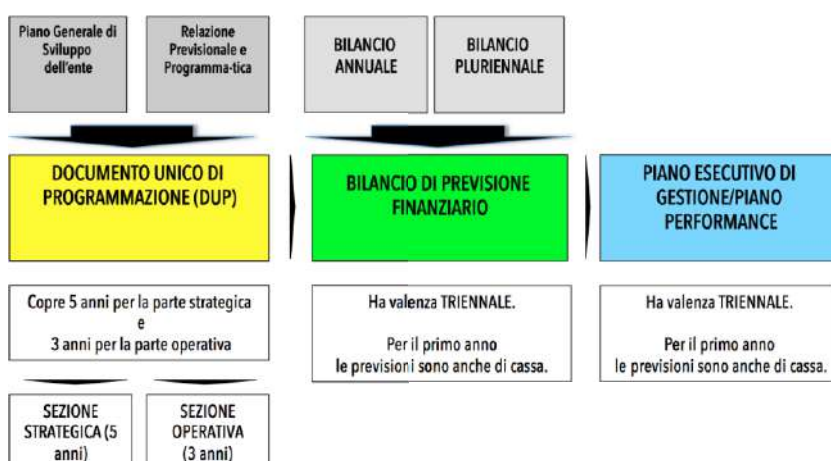 Piano Generale di
Sviluppo
dell'ente
Relazione
Previsionale e
Programma-tica
BILANCIO
ANNUALE
BILANCIO
PLURIENNALE
DOCUMENTO UNICO DI
PROGRAMMAZIONE (DUP)
BILANCIO DI PREVISIONE
FINANZIARIO
PIANO ESECUTIVO DI
GESTIONE/PIANO
PERFORMANCE
Copre 5 anni per la parte strategica
e
3 anni per la parte operativa
Ha valenza TRIENNALE.
Per il primo anno
le previsioni sono anche di cassa.
Ha valenza TRIENNALE.
Per il primo anno
le previsioni sono anche di cassa.
SEZIONE
STRATEGICA (5
anni)
SEZIONE
OPERATIVA
(3 anni)